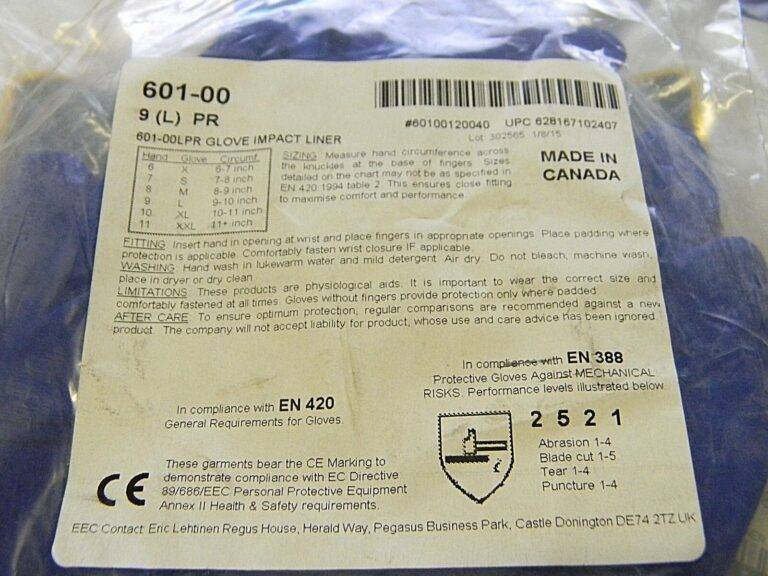 601-00
9 (L) PR
#60100120040 UPC 628167102407
601-00LPR GLOVE IMPACT LINER
Lot: 302565 1/8/15
Hand Glove Circumf.
6 X 6-7 inch
7 S 7-8 inch
8 M 8-9 inch
9 L 9-10 inch
10 XL 10-11 inch
11 XXL 11+ inch
SIZING Measure hand circumference across
the knuckles at the base of fingers Sizes
detailed on the chart may not be as specified in
EN 420 1994 table 2. This ensures close fitting
to maximise comfort and performance
MADE IN
CANADA
FITTING Insert hand in opening at wrist and place fingers in appropriate openings. Place padding where
protection is applicable. Comfortably fasten wrist closure IF applicable.
WASHING Hand wash in lukewarm water and mild detergent Air dry. Do not bleach, machine wash,
place in dryer or dry clean
LIMITATIONS These products are physiological aids. It is important to wear the correct size and
comfortably fastened at all times Gloves without fingers provide protection only where padded
AFTER CARE To ensure optimum protection, regular comparisons are recommended against a new
product The company will not accept liability for product, whose use and care advice has been ignored
In compliance with EN 420
General Requirements for Gloves.
In compliance with EN 388
Protective Gloves Against MECHANICAL
RISKS. Performance levels illustrated below
2 5 2 1
Abrasion 1-4
Blade cut 1-5
Tear 1-4
Puncture 1-4
CE
These garments bear the CE Marking to
demonstrate compliance with EC Directive
89/686/EEC Personal Protective Equipment
Annex II Health & Safety requirements.
EEC Contact Eric Lehtinen Regus House, Herald Way, Pegasus Business Park, Castle Donington DE74 2TZ UK